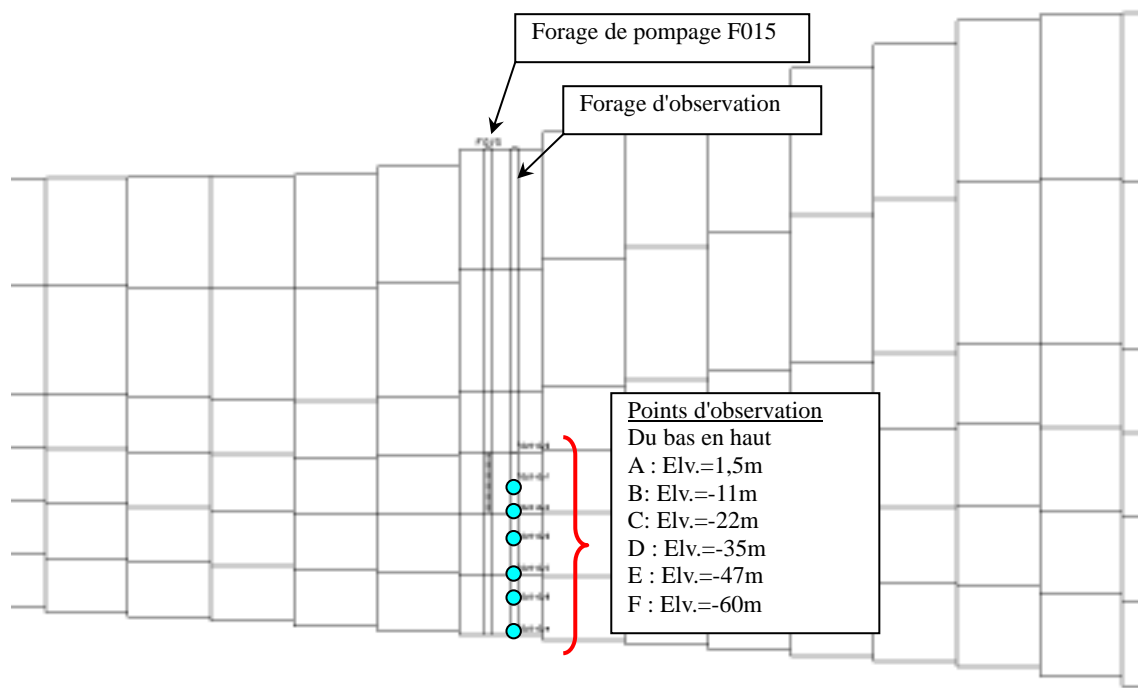 Forage de pompage F015
Forage d'observation
F015
Points d'observation
Du bas en haut
A : Elv.=1,5m
B: Elv.=-11m
C: Elv.=-22m
D : Elv.=-35m
E : Elv.=-47m
F : Elv.=-60m